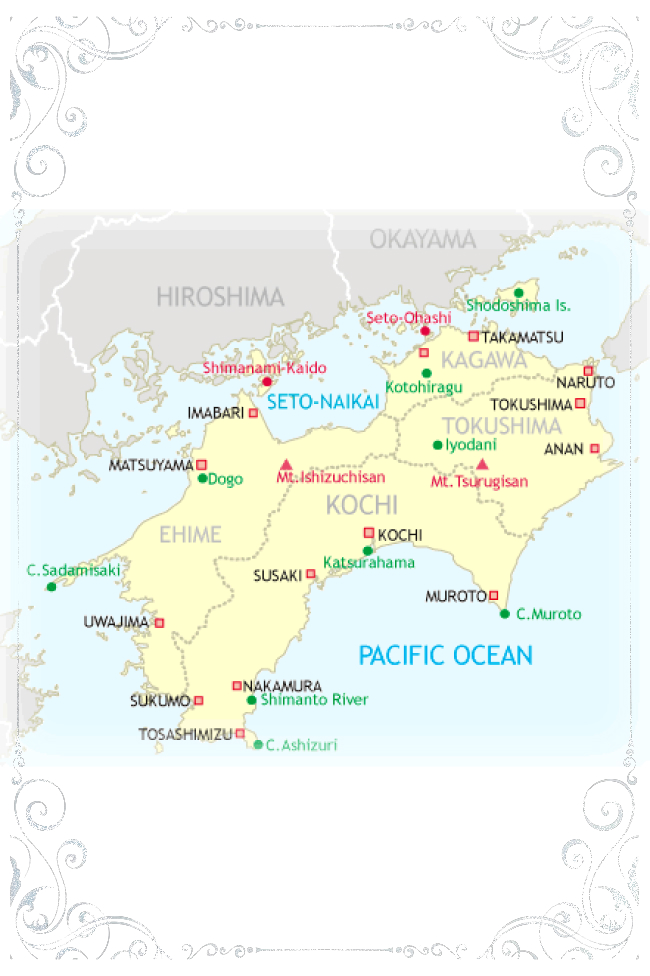 OKAYAMA
HIROSHIMA
Shodoshima Is.
Seto-Ohashi
TAKAMATSU
KAGAWA
Shimanami-Kaido
Kotohiragu
NARUTO
SETO-NAIKAI
TOKUSHIMA
IMABARI
TOKUSHIMA
Iyodani
ANAN
MATSUYAMA
Dogo
Mt.Ishizuchisan
Mt.Tsurugisan
KOCHI
EHIME
KOCHI
Katsurahama
C.Sadamisaki
SUSAKI
MUROTO
C.Muroto
UWAJIMA
PACIFIC OCEAN
NAKAMURA
SUKUMO
Shimanto River
TOSASHIMIZU
C.Ashizuri